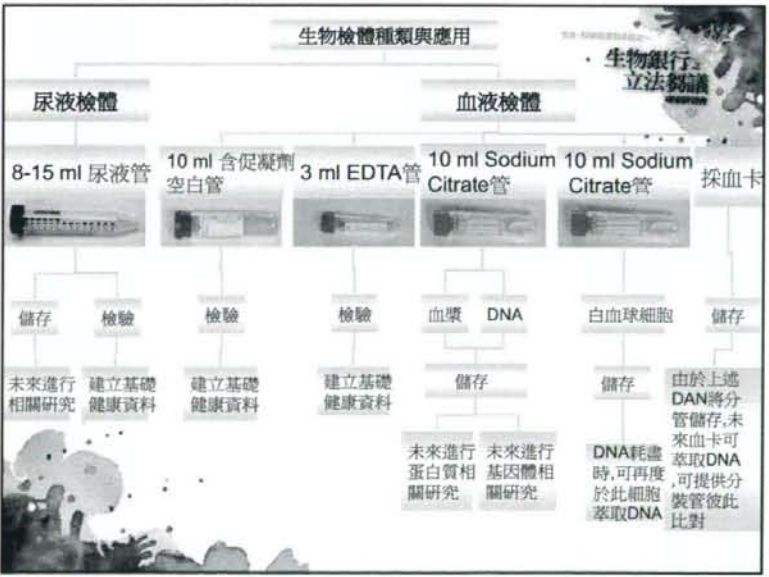 生物檢體種類與應用
生物銀行之
立法芻議
尿液檢體
血液檢體
8-15 ml 尿液管
10 ml 含促凝劑
空白管
3 ml EDTA管
10 ml Sodium
Citrate管
10 ml Sodium
Citrate管
採血卡
儲存
檢驗
檢驗
檢驗
血漿
DNA
白血球細胞
儲存
未來進行
相關研究
建立基礎
健康資料
建立基礎
健康資料
建立基礎
健康資料
儲存
儲存
由於上述
DAN將分
管儲存,未
來血卡可
萃取DNA
,可提供分
裝管彼此
比對
未來進行
蛋白質相
關研究
未來進行
基因體相
關研究
DNA耗盡
時,可再度
於此細胞
萃取DNA